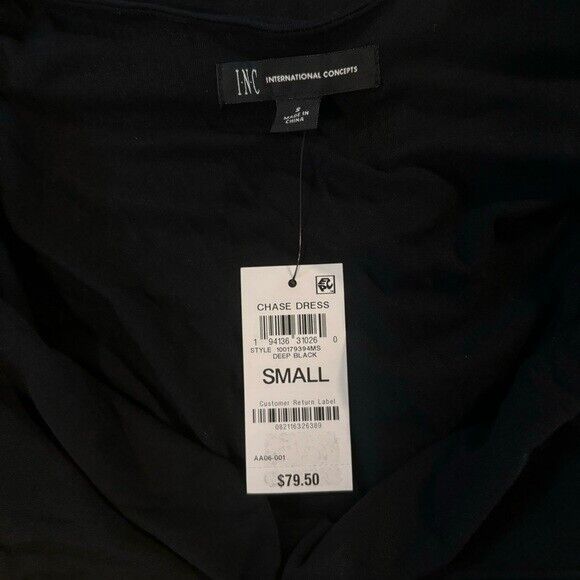 I·N·C INTERNATIONAL CONCEPTS
S
MADE IN
CHINA
CHASE DRESS
1 94136 31026 0
STYLE 100179394MS
DEEP BLACK
SMALL
Customer Return Label
082116326389
AA06-001
$79.50